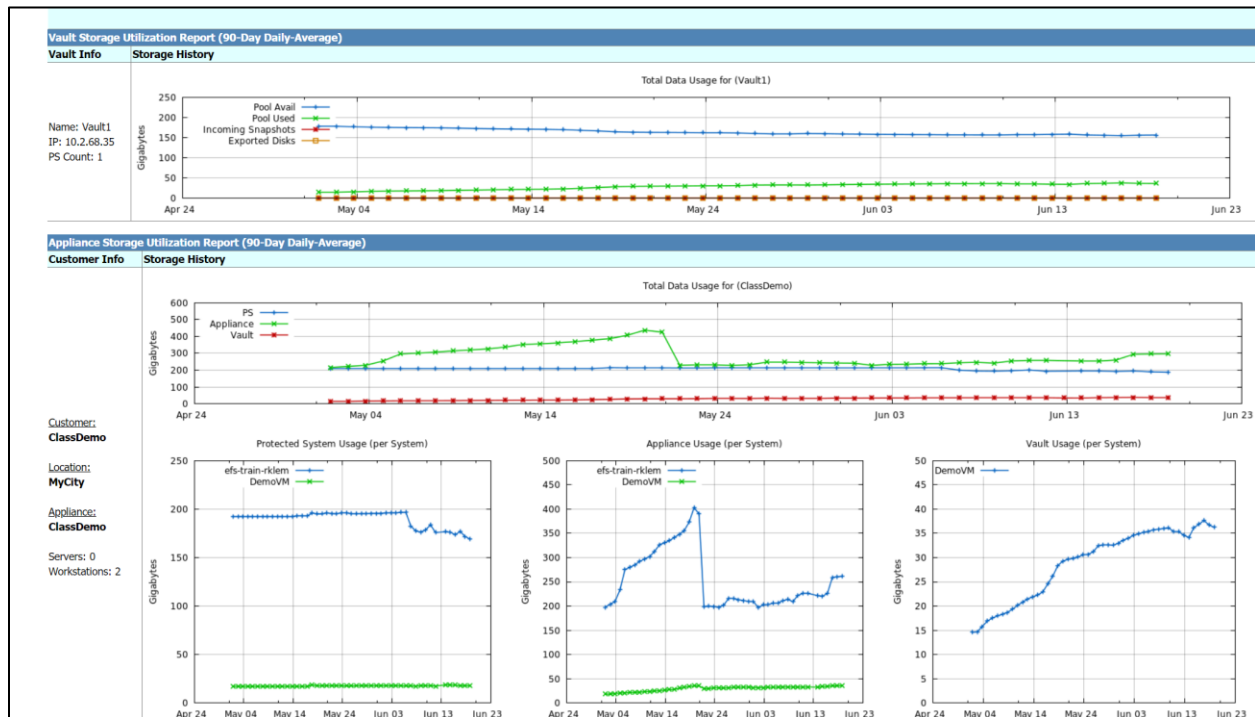 Vault Storage Utilization Report (90-Day Daily-Average)
Vault Info Storage History
Total Data Usage for (Vault1)
Name: Vault1
IP: 10.2.68.35
PS Count: 1
Gigabytes
250
200
150
100
50
0
Pool Avail
Pool Used
Incoming Snapshots
Exported Disks
Apr 24 May 04 May 14 May 24 Jun 03 Jun 13 Jun 23
Appliance Storage Utilization Report (90-Day Daily-Average)
Customer Info Storage History
Total Data Usage for (ClassDemo)
Gigabytes
600
500
400
300
200
100
0
PS
Appliance
Vault
Apr 24 May 04 May 14 May 24 Jun 03 Jun 13 Jun 23
Customer:
ClassDemo
Location:
MyCity
Appliance:
ClassDemo
Servers: 0
Workstations: 2
Protected System Usage (per System)
Gigabytes
250
200
150
100
50
0
efs-train-rklem
DemoVM
Apr 24 May 04 May 14 May 24 Jun 03 Jun 13 Jun 23
Appliance Usage (per System)
Gigabytes
500
450
400
350
300
250
200
150
100
50
0
efs-train-rklem
DemoVM
Apr 24 May 04 May 14 May 24 Jun 03 Jun 13 Jun 23
Vault Usage (per System)
Gigabytes
50
45
40
35
30
25
20
15
10
5
0
DemoVM
Apr 24 May 04 May 14 May 24 Jun 03 Jun 13 Jun 23